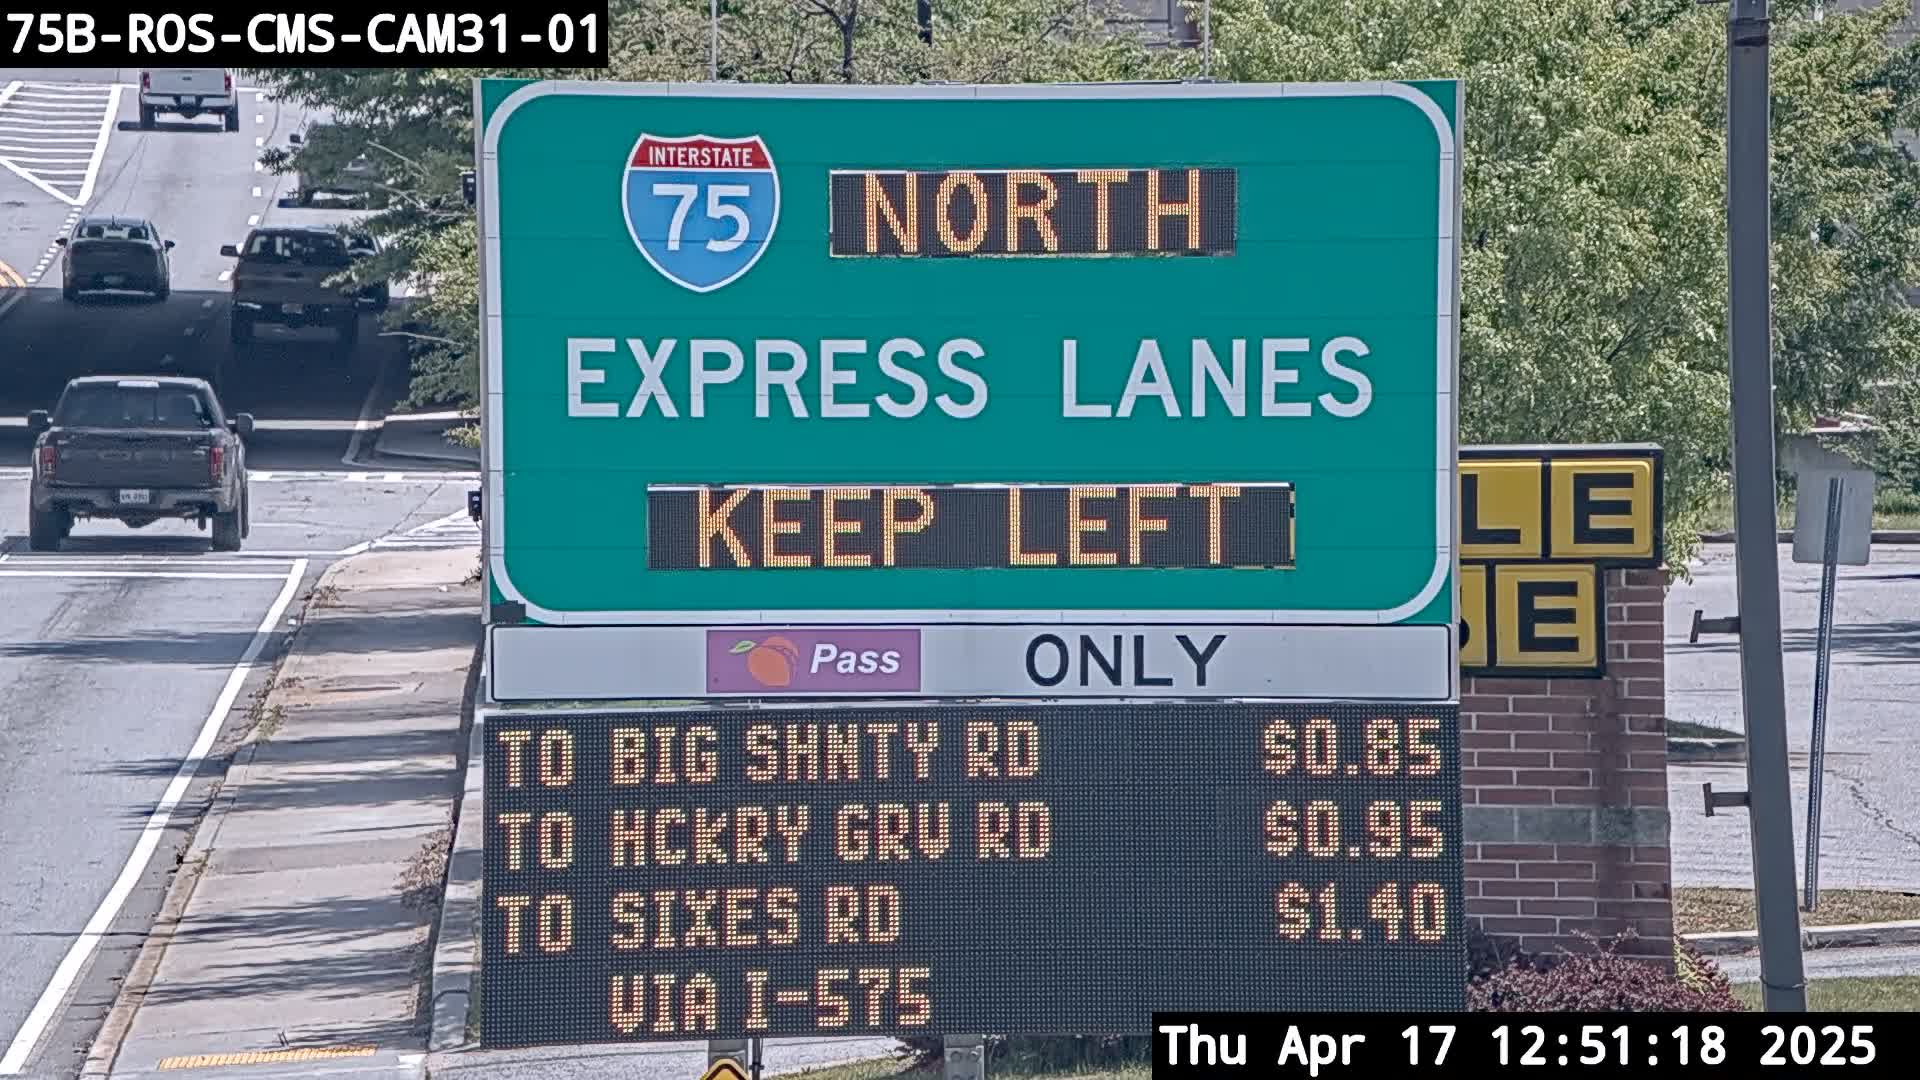 75B-ROS-CMS-CAM31-01
INTERSTATE
75
NORTH
EXPRESS LANES
KEEP LEFT
LE
E
Pass ONLY
TO BIG SHNTY RD $0.85
TO HCKRY GRV RD $0.95
TO SIXES RD $1.40
VIA I-575
Thu Apr 17 12:51:18 2025